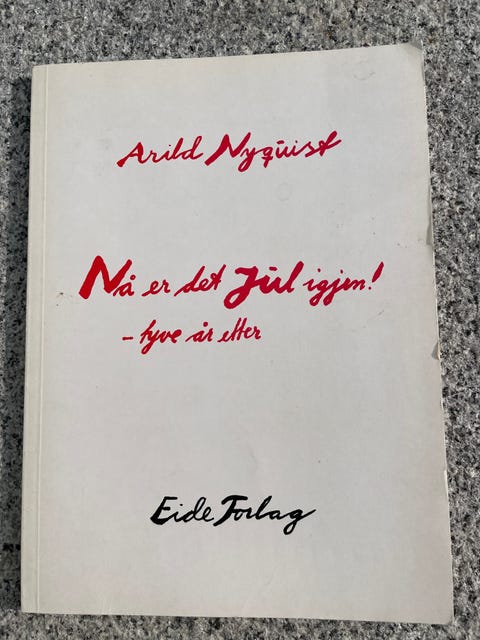 Arild Nyquist
Nå er det Jul igjen!
- tyve år etter
Eide Forlag